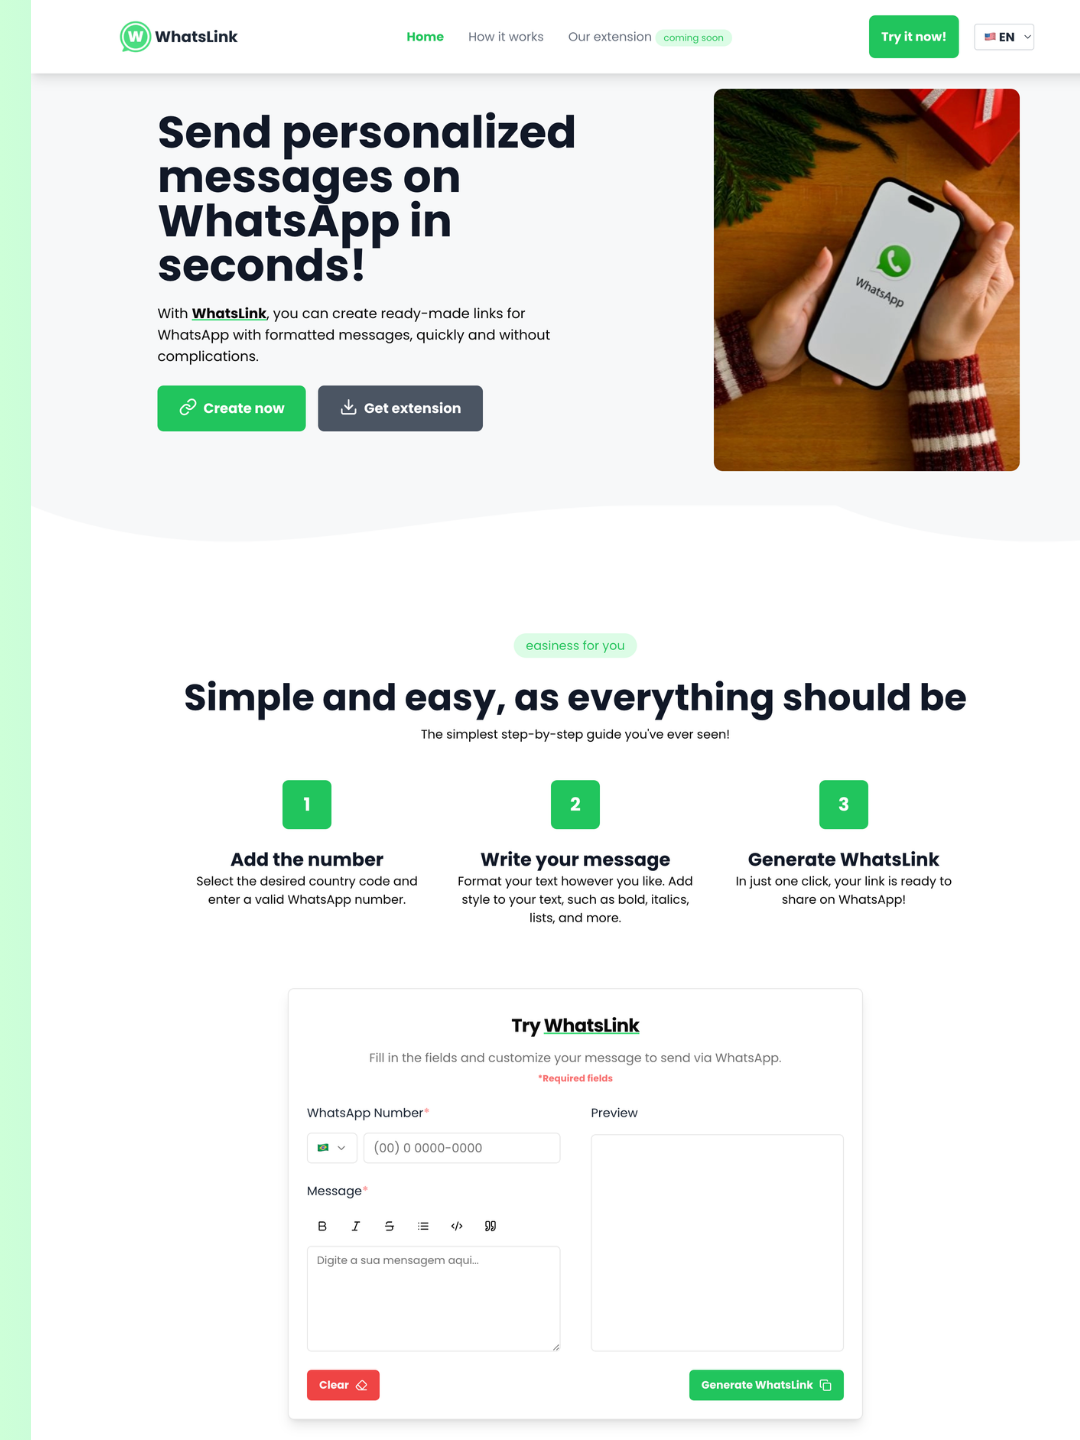 W WhatsLink
Home
How it works
Our extension coming soon
Try it now!
EN
Send personalized
messages on
WhatsApp in
seconds!
With WhatsLink, you can create ready-made links for
WhatsApp with formatted messages, quickly and without
complications.
Create now
Get extension
WhatsApp
easiness for you
Simple and easy, as everything should be
The simplest step-by-step guide you've ever seen!
1
Add the number
Select the desired country code and
enter a valid WhatsApp number.
2
Write your message
Format your text however you like. Add
style to your text, such as bold, italics,
lists, and more.
3
Generate WhatsLink
In just one click, your link is ready to
share on WhatsApp!
Try WhatsLink
Fill in the fields and customize your message to send via WhatsApp.
*Required fields
WhatsApp Number*
(00) 0 0000-0000
Message*
B I S
Digite a sua mensagem aqui...
Preview
Clear
Generate WhatsLink